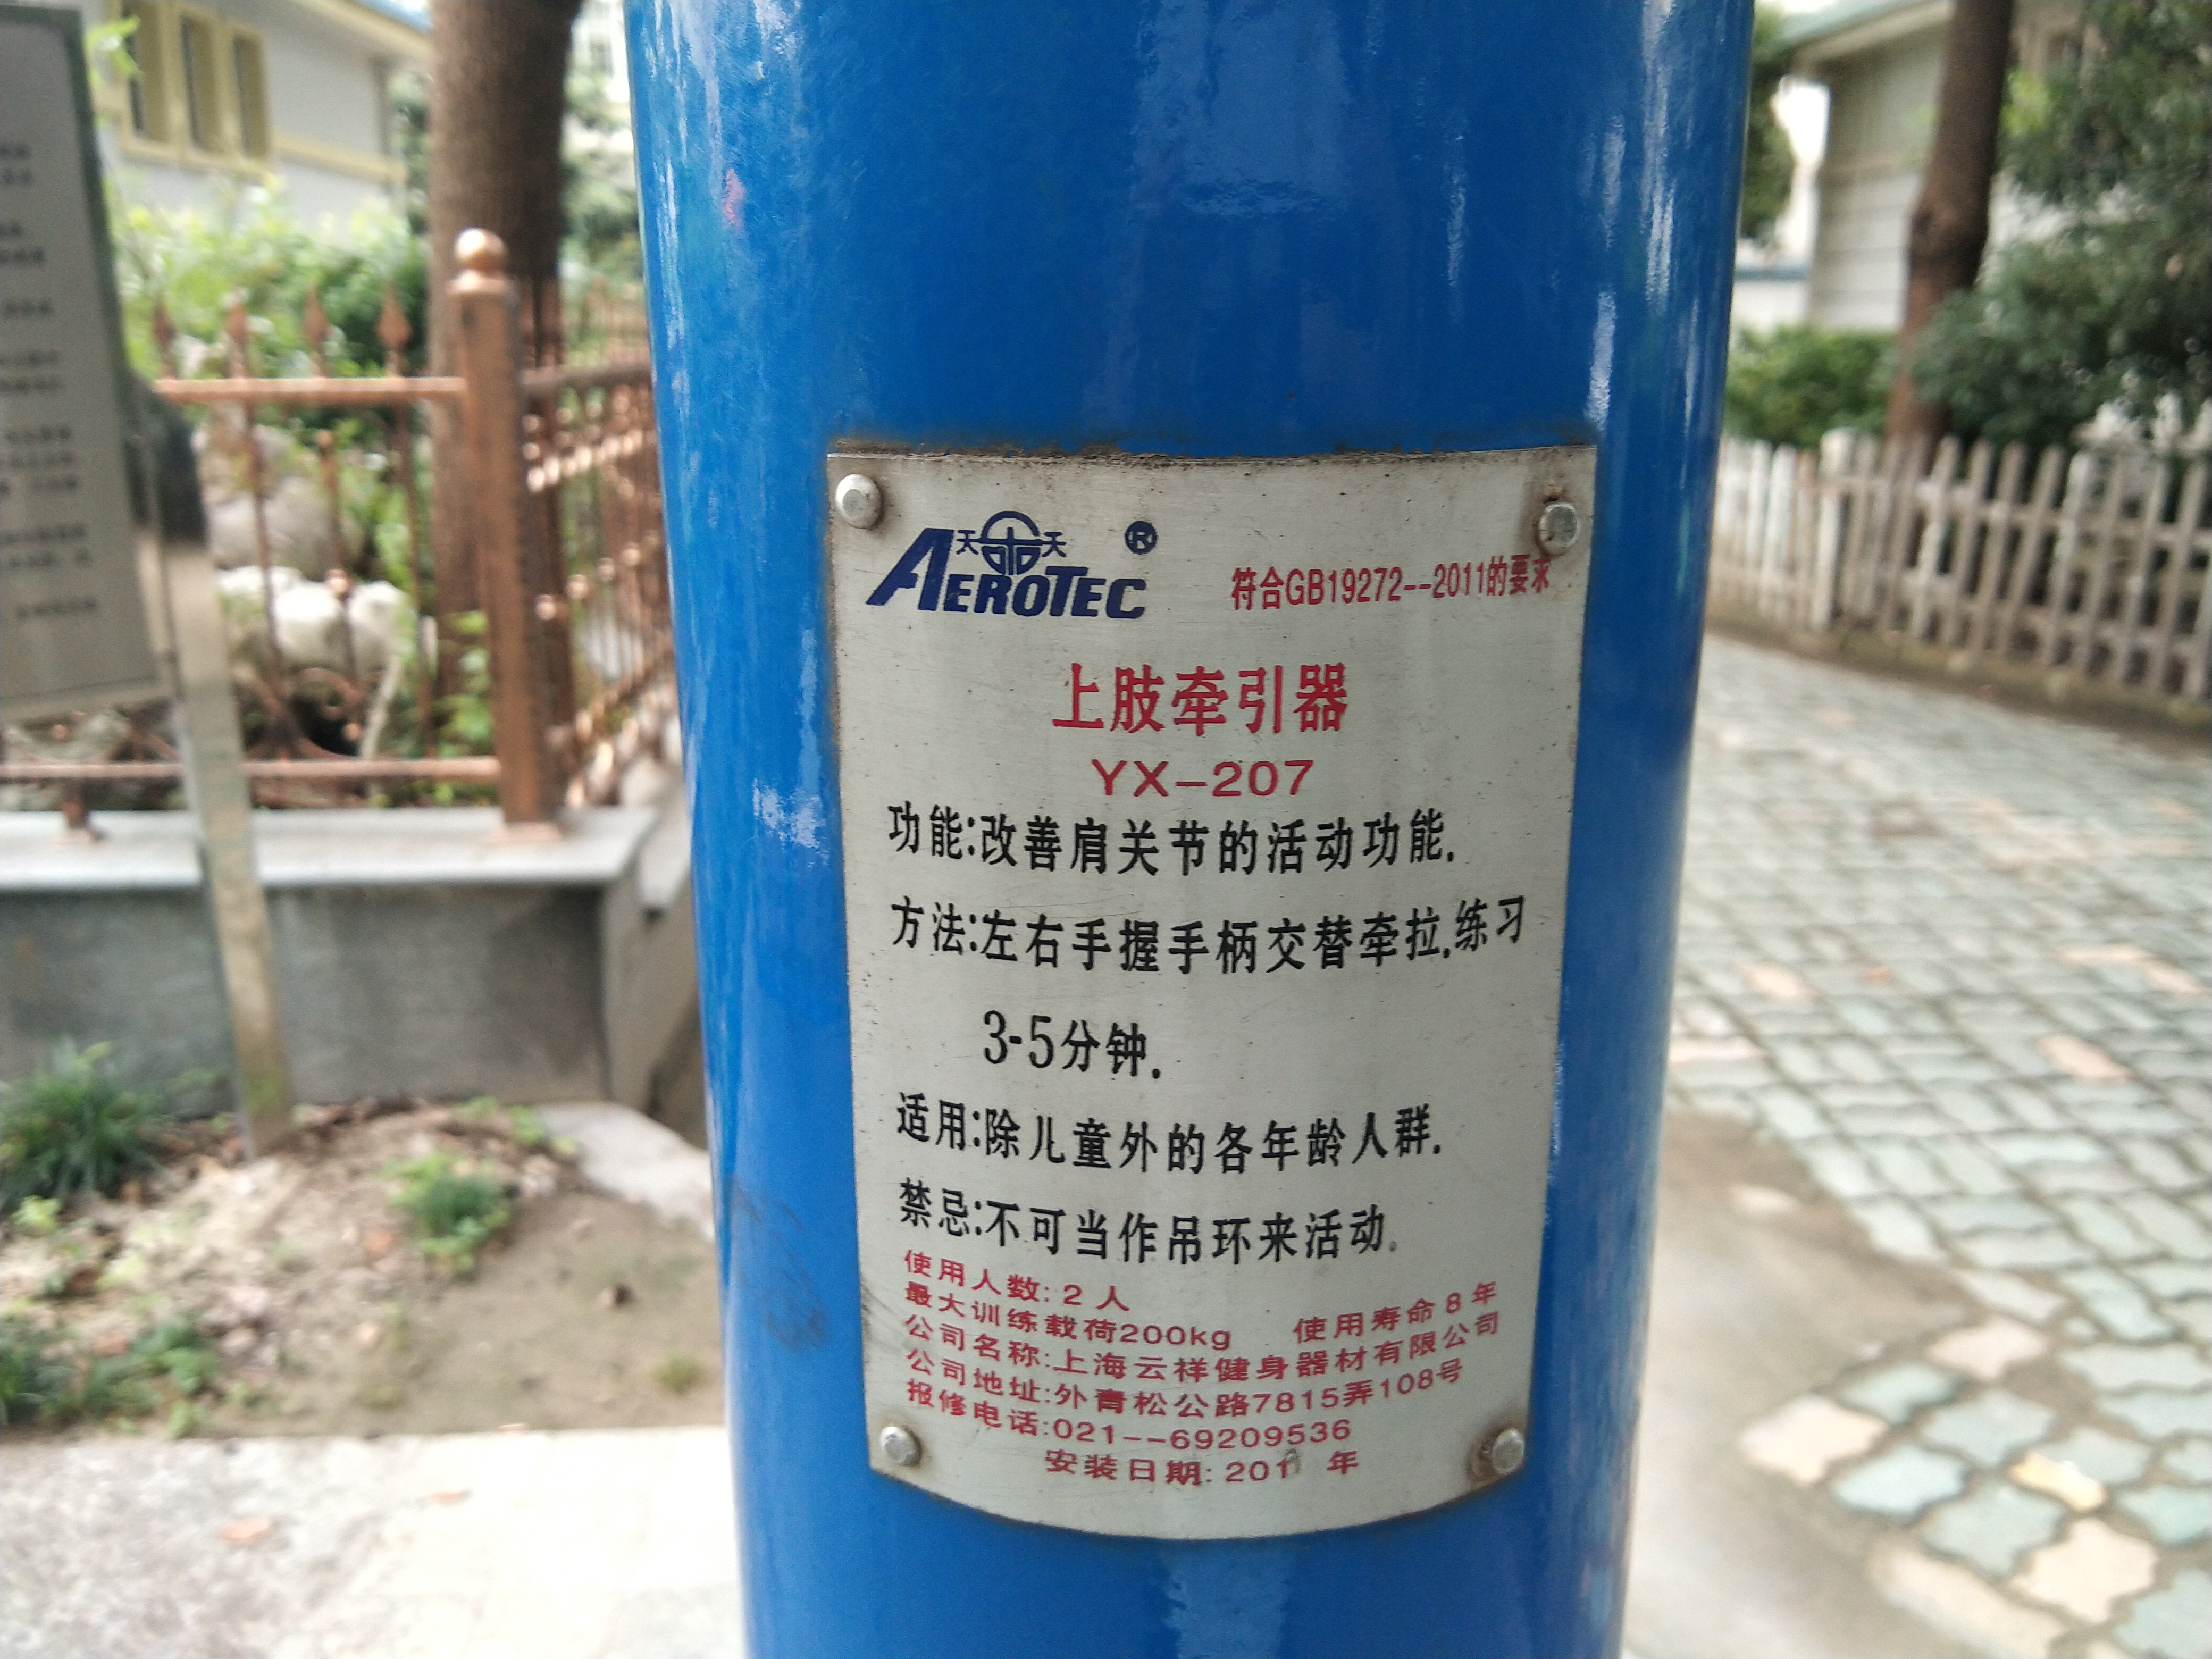 天 天 ®
AEROTEC
符合GB19272--2011的要求
上肢牵引器
YX-207
功能:改善肩关节的活动功能.
方法:左右手握手柄交替牵拉.练习
3-5分钟.
适用:除儿童外的各年龄人群.
禁忌:不可当作吊环来活动.
使用人数:2人
最大训练载荷200kg 使用寿命8年
公司名称:上海云祥健身器材有限公司
公司地址:外青松公路7815弄108号
报修电话:021--69209536
安装日期:201 年